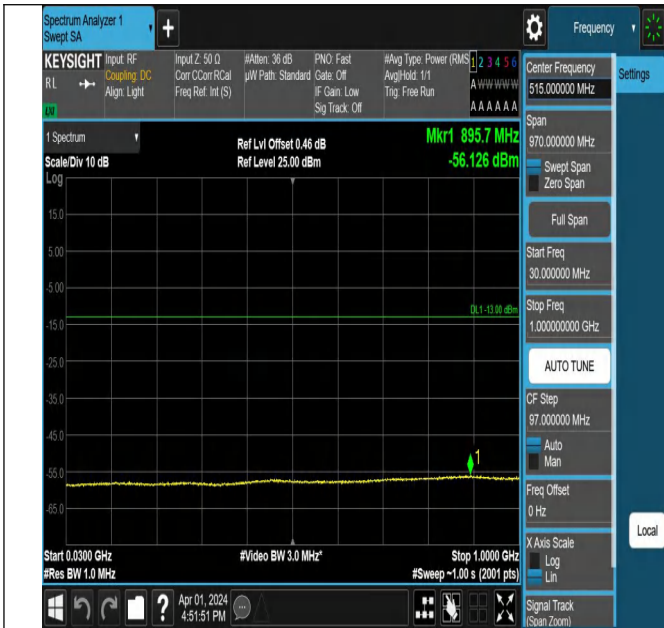 Spectrum Analyzer 1
Swept SA
Frequency
KEYSIGHT
RL
LXI
Input: RF
Coupling: DC
Align: Light
Input Z: 50 Ω
Corr CCorr RCal
Freq Ref: Int (S)
#Atten: 36 dB
µW Path: Standard
PNO: Fast
Gate: Off
IF Gain: Low
Sig Track: Off
#Avg Type: Power (RMS
Avg|Hold: 1/1
Trig: Free Run
1 2 3 4 5 6
A W W W W W
A A A A A A
1 Spectrum
Scale/Div 10 dB
Log
Ref Lvl Offset 0.46 dB
Ref Level 25.00 dBm
Mkr1 895.7 MHz
-56.126 dBm
15.0
5.00
-5.00
DL1 -13.00 dBm
-15.0
-25.0
-35.0
-45.0
1
-55.0
-65.0
Start 0.0300 GHz
#Res BW 1.0 MHz
#Video BW 3.0 MHz*
Stop 1.0000 GHz
#Sweep ~1.00 s (2001 pts)
Apr 01, 2024
4:51:51 PM
Center Frequency
515.000000 MHz
Settings
Span
970.000000 MHz
Swept Span
Zero Span
Full Span
Start Freq
30.000000 MHz
Stop Freq
1.000000000 GHz
AUTO TUNE
CF Step
97.000000 MHz
Auto
Man
Freq Offset
0 Hz
Local
X Axis Scale
Log
Lin
Signal Track
(Span Zoom)